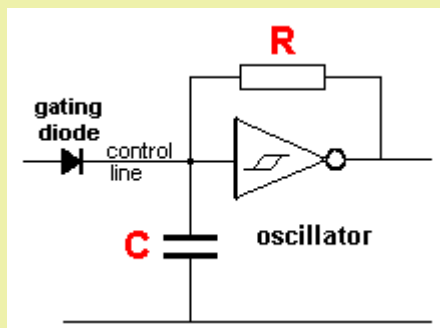 R
gating
diode
control
line
C
oscillator